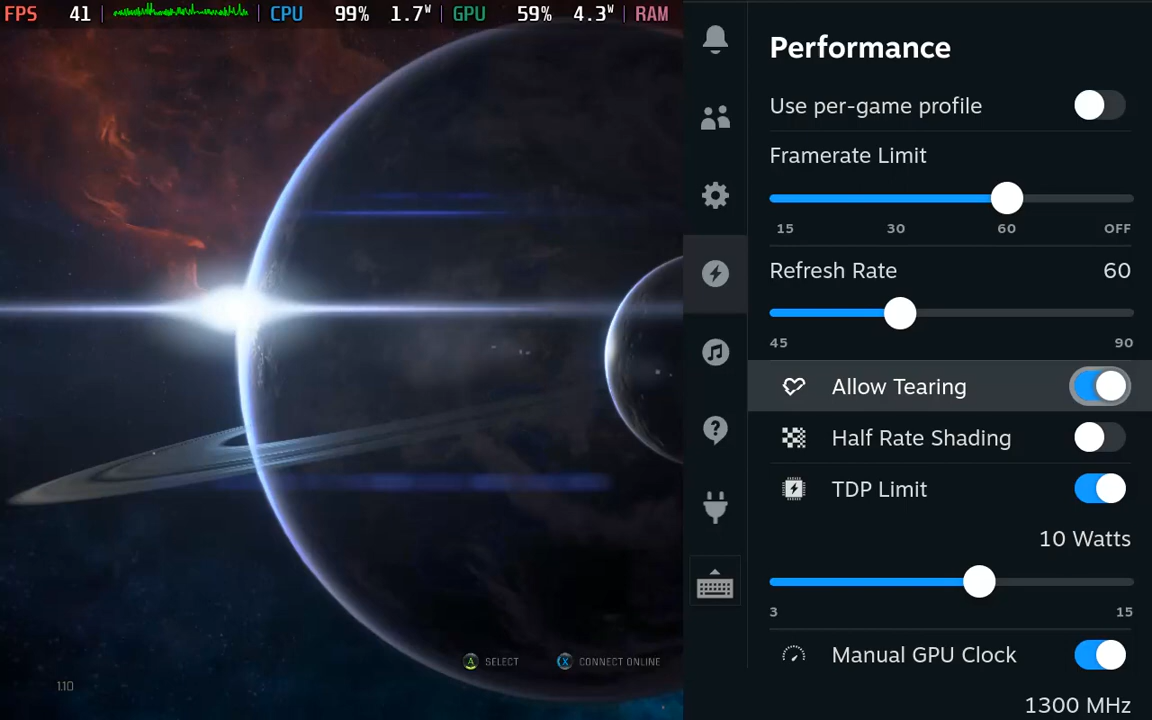 FPS 41 CPU 99% 1.7W GPU 59% 4.3W RAM
Performance
Use per-game profile
Framerate Limit
15 30 60 OFF
Refresh Rate 60
45 90
Allow Tearing
Half Rate Shading
TDP Limit
10 Watts
3 15
Manual GPU Clock
1300 MHz
A SELECT X CONNECT ONLINE
1.10